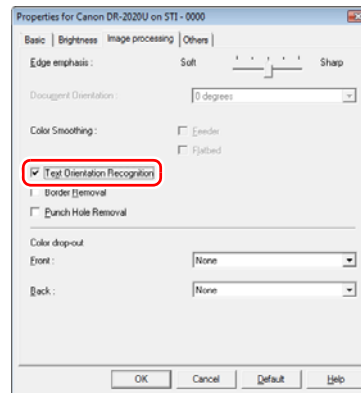 Properties for Canon DR-2020U on STI - 0000
Basic Brightness Image processing Others
Edge emphasis : Soft Sharp
Document Orientation : 0 degrees
Color Smoothing : Feeder
Flatbed
Text Orientation Recognition
Border Removal
Punch Hole Removal
Color drop-out
Front : None
Back : None
OK Cancel Default Help